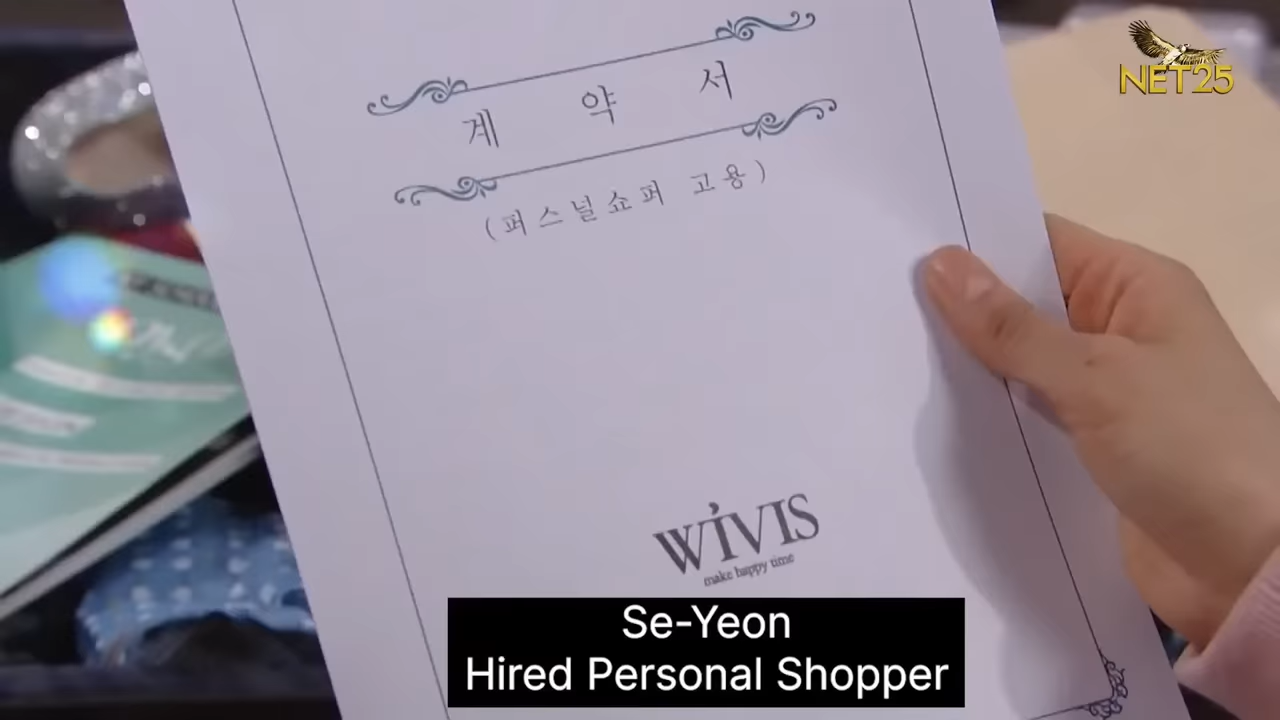 NET25
계 약 서
(퍼스널쇼퍼 고용)
WIVIS
make happy time
Se-Yeon
Hired Personal Shopper